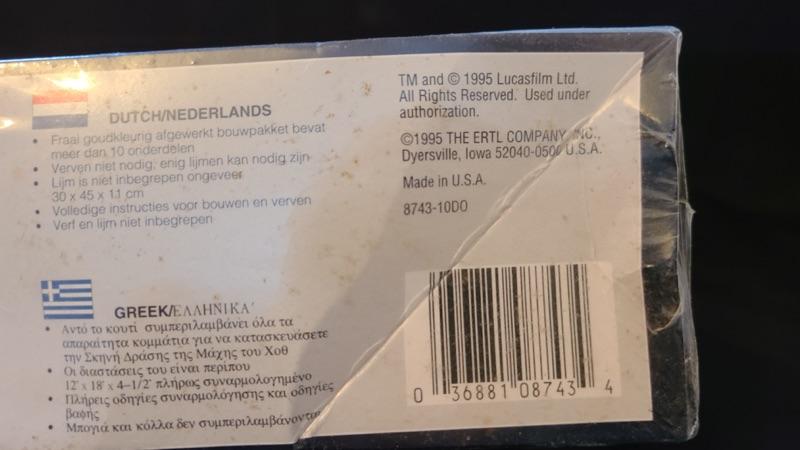 DUTCH/NEDERLANDS
• Fraai goudkleurig afgewerkt bouwpakket bevat
meer dan 10 onderdelen
• Verven niet nodig, enig lijmen kan nodig zijn
• Lijm is niet inbegrepen ongeveer
30 x 45 x 11 cm
• Volledige instructies voor bouwen en verven
• Verf en lijm niet inbegrepen
GREEK/ΕΛΛΗΝΙΚΑ'
• Αντό το κουτί συμπεριλαμβάνει όλα τα
απαραίτητα κομμάτια για να κατασκευάσετε
την Σκηνή Δράσης της Μάχης του Χοθ
• Οι διαστάσεις του είναι περίπου
12' x 18' x 4-1/2' πλήρως συναρμολογημένο
• Πλήρεις οδηγίες συναρμολόγησης και οδηγίες
βαφής
• Μπογιά και κόλλα δεν συμπεριλαμβάνονται
TM and © 1995 Lucasfilm Ltd.
All Rights Reserved. Used under
authorization.
©1995 THE ERTL COMPANY, INC.,
Dyersville, Iowa 52040-0500 U.S.A.
Made in U.S.A.
8743-10DO
0 36881 08743 4